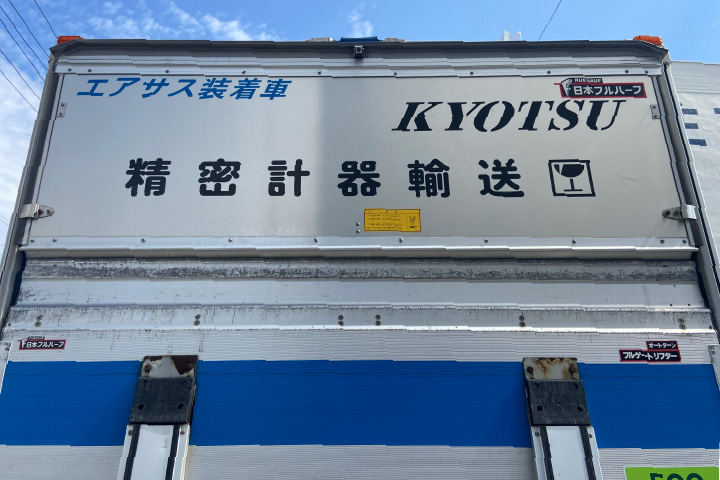 エアサス装着車
FRUEHAUF
日本フルハーフ
KYOTSU
精密計器輸送
日本フルハーフ
オートターン
フルゲートリフター